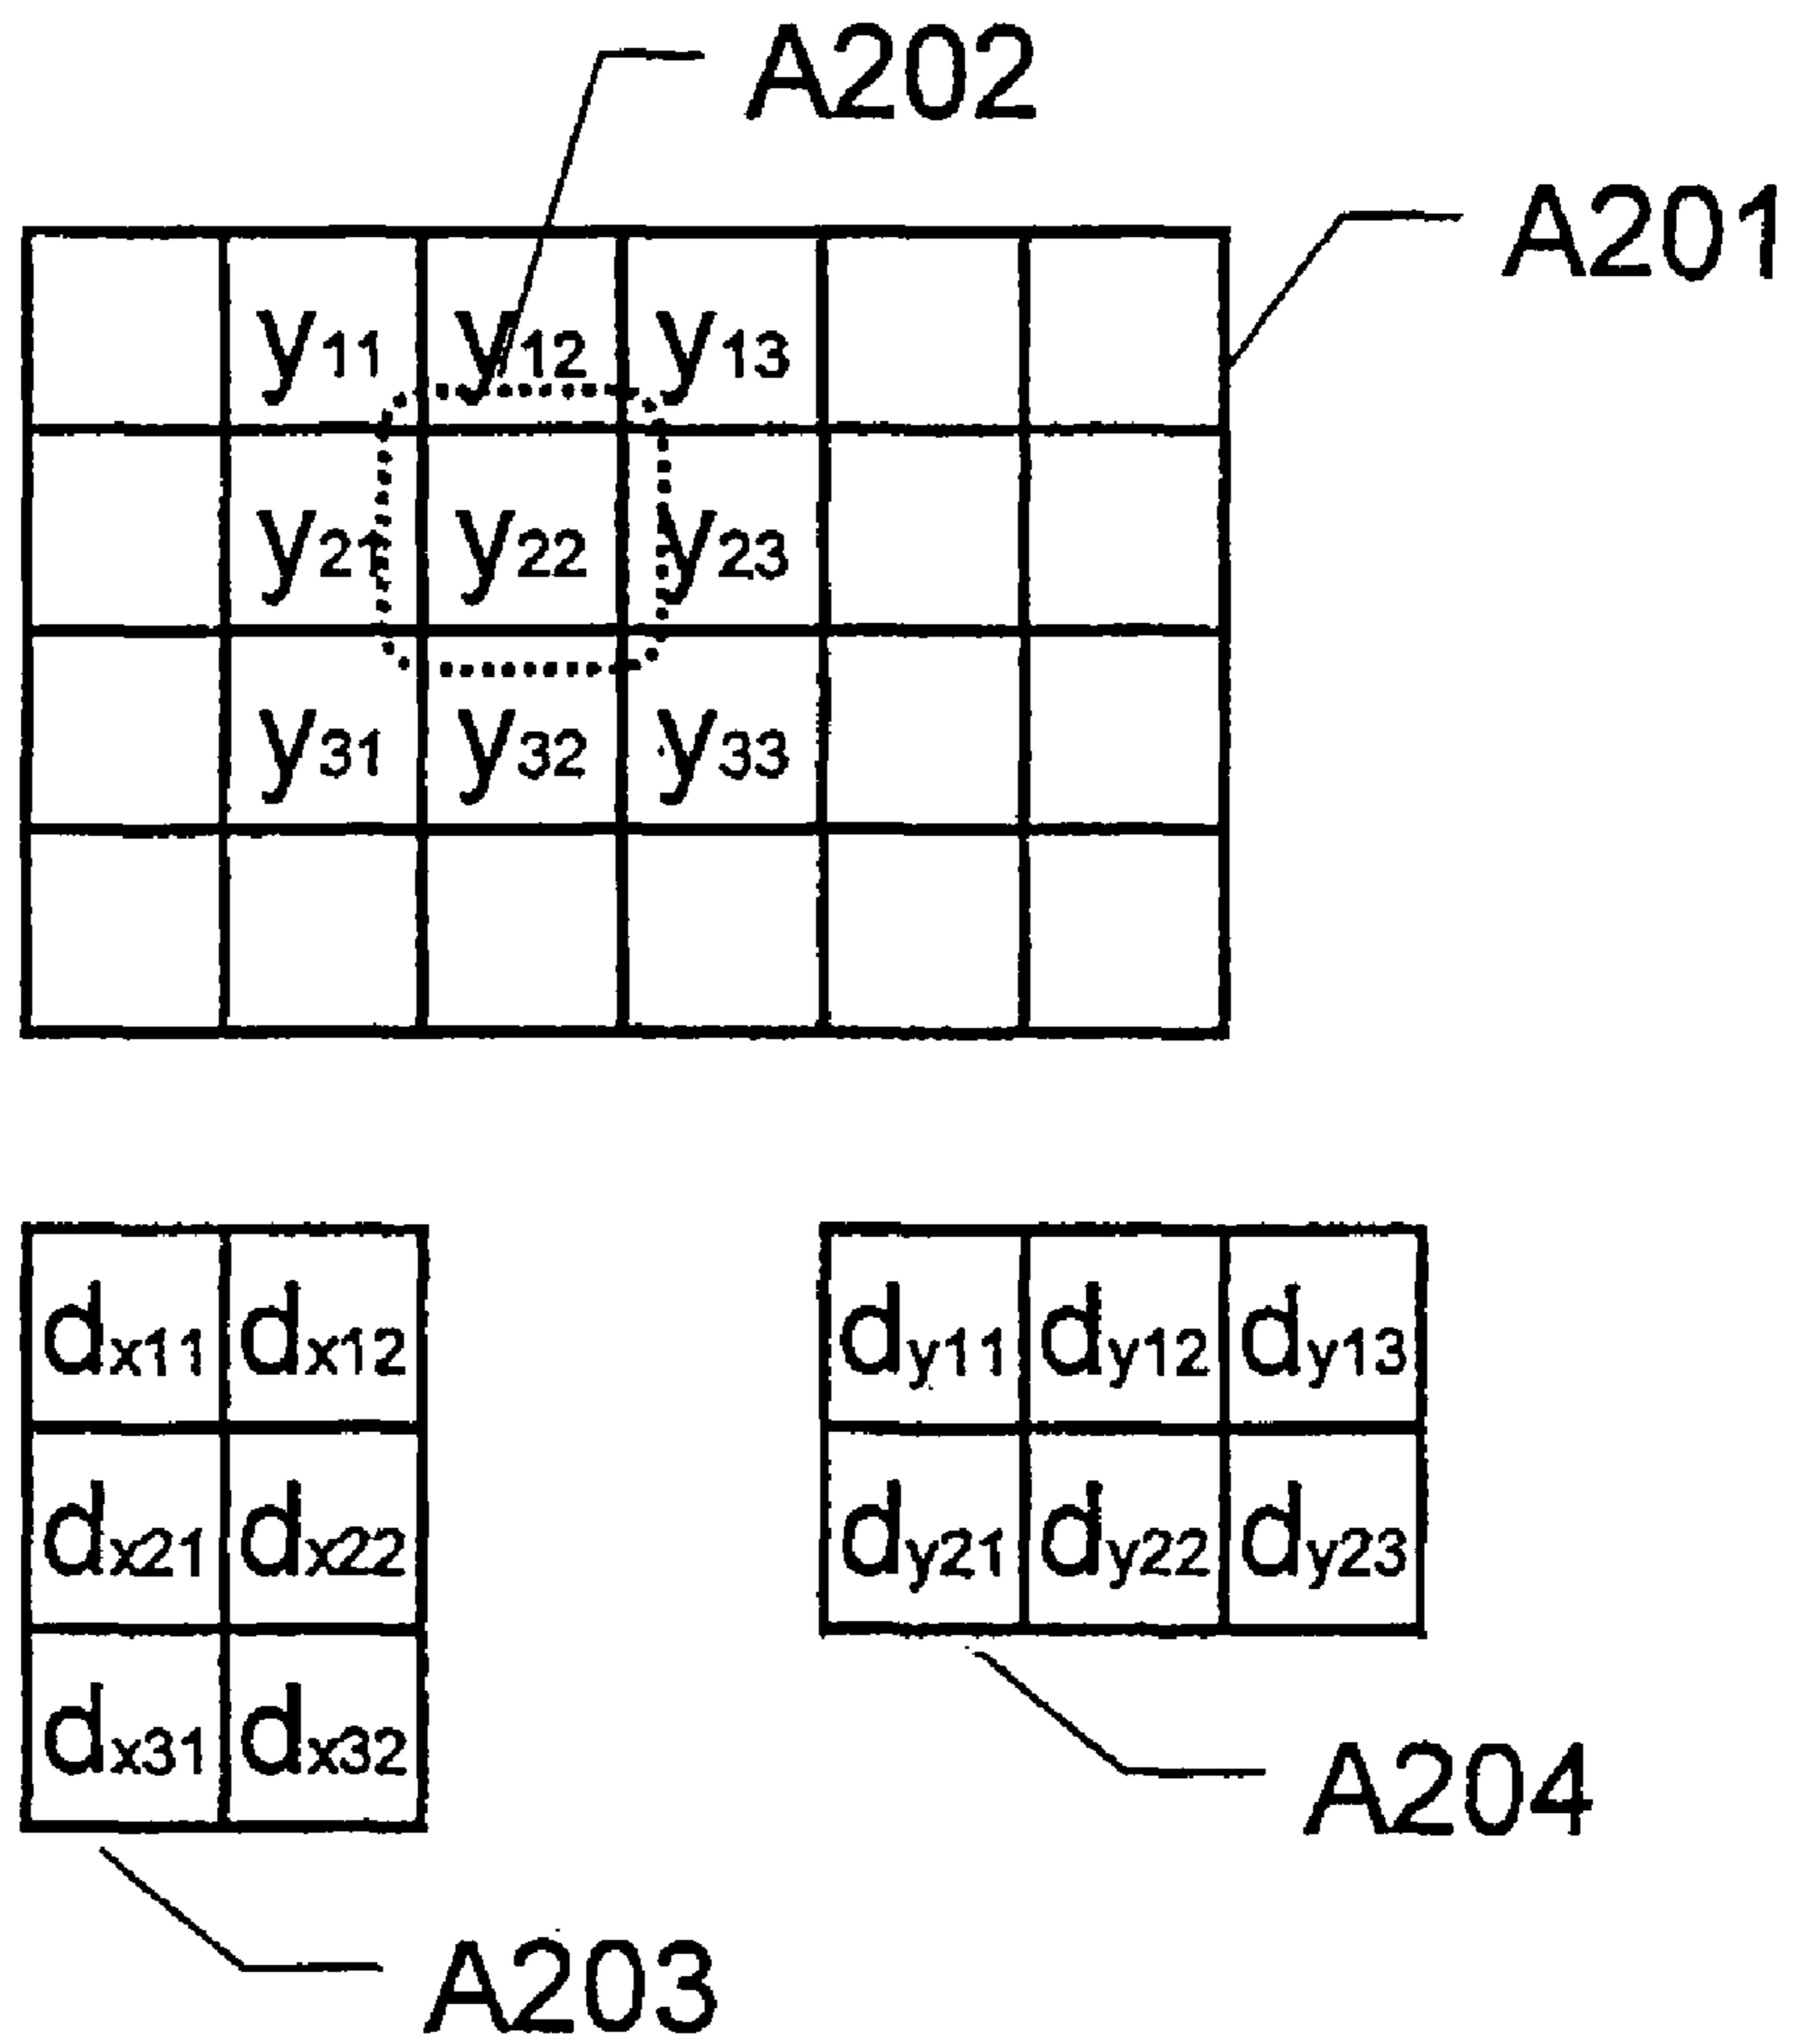 A202
A201
y11 y12 y13
y21 y22 y23
y31 y32 y33
dx11 dx12 dy11 dy12 dy13
dx21 dx22 dy21 dy22 dy23
dx31 dx32
A204
A203